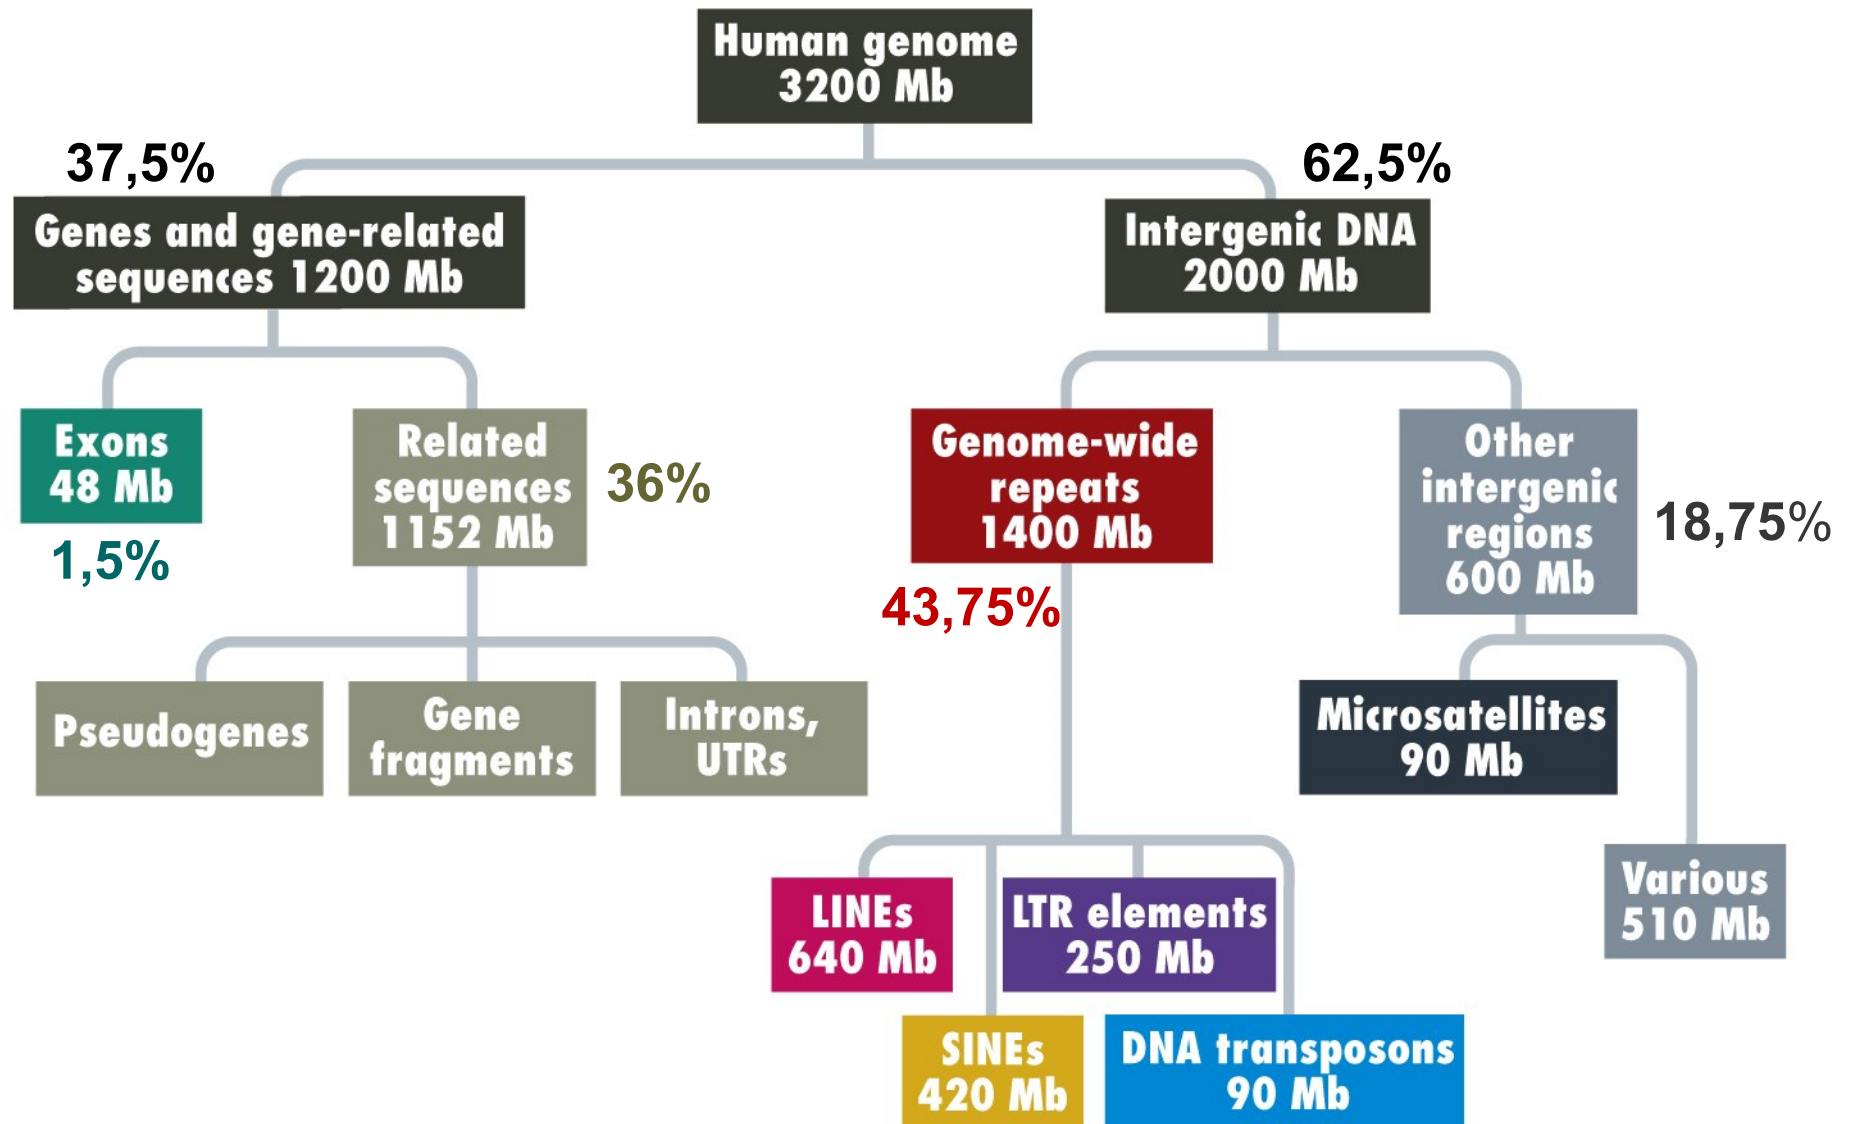 Human genome
3200 Mb
37,5%
62,5%
Genes and gene-related
sequences 1200 Mb
Intergenic DNA
2000 Mb
Exons
48 Mb
1,5%
Related
sequences
1152 Mb
36%
Genome-wide
repeats
1400 Mb
43,75%
Other
intergenic
regions
600 Mb
18,75%
Pseudogenes
Gene
fragments
Introns,
UTRs
Microsatellites
90 Mb
Various
510 Mb
LINEs
640 Mb
LTR elements
250 Mb
SINEs
420 Mb
DNA transposons
90 Mb